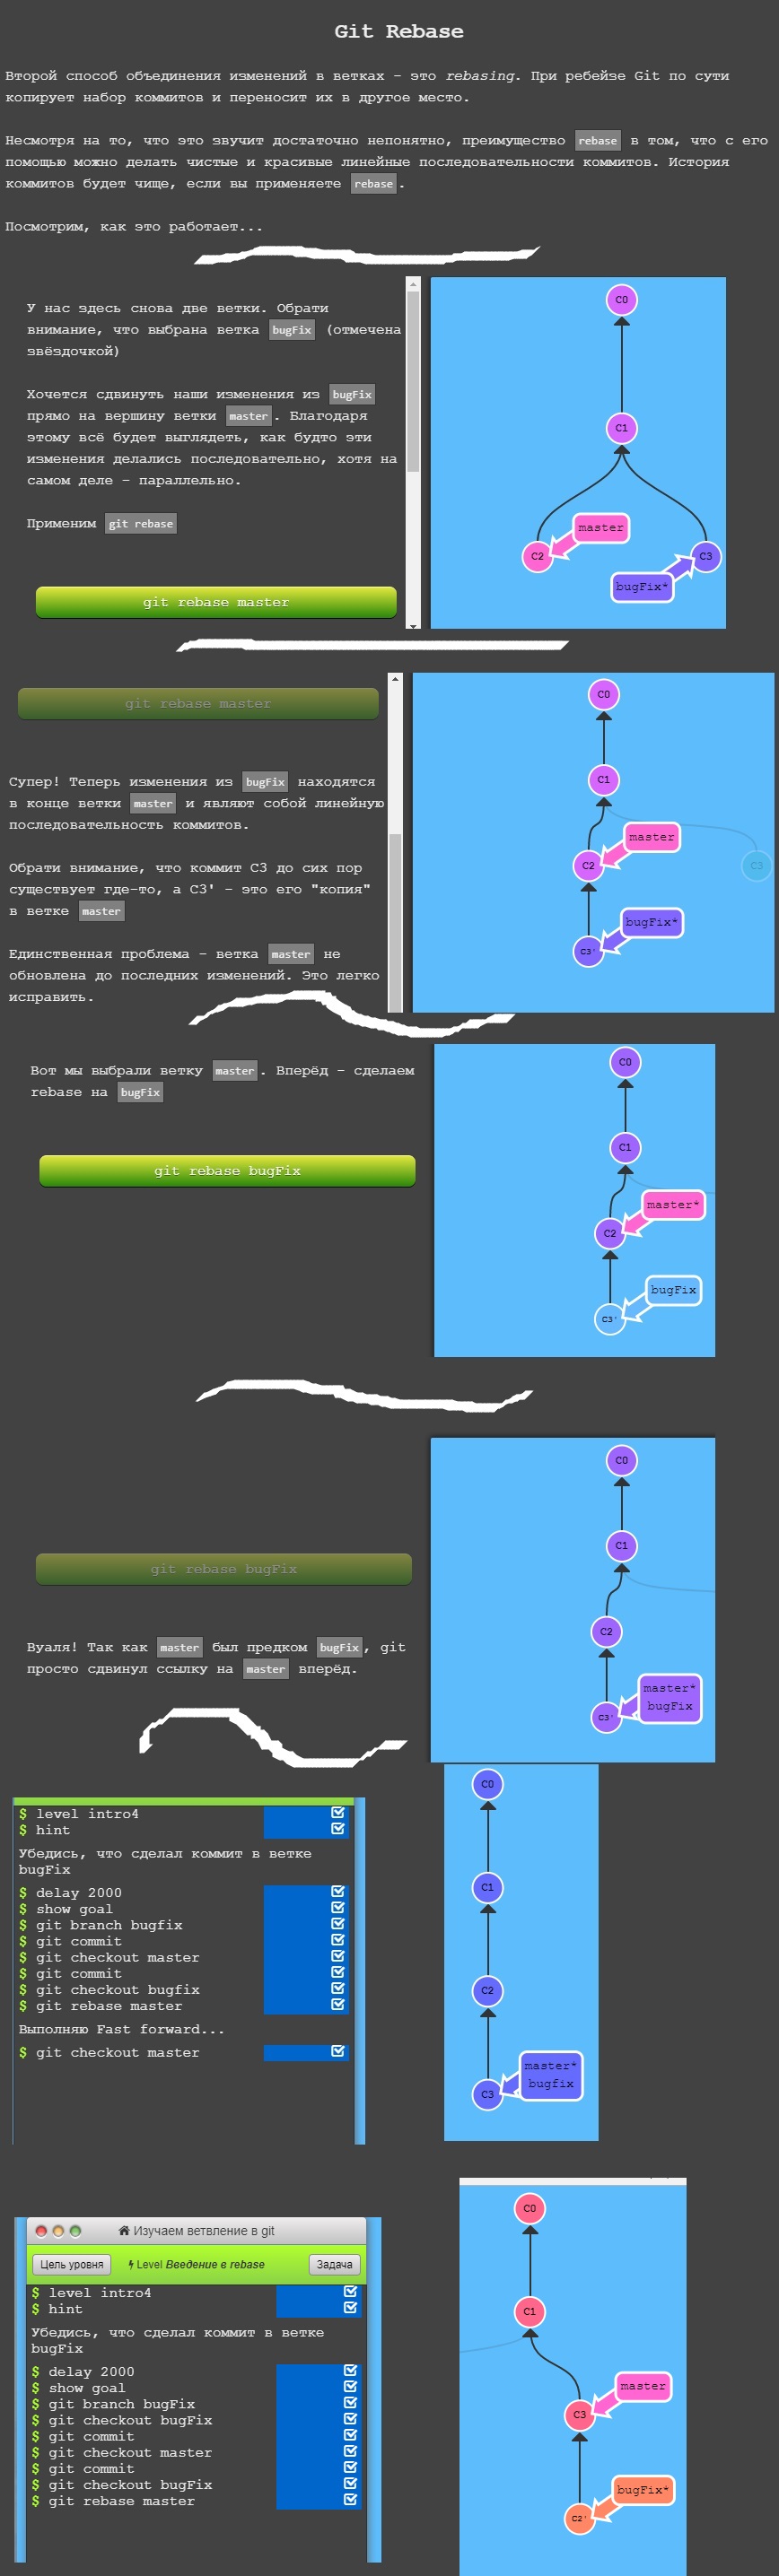 Git Rebase
Второй способ объединения изменений в ветках - это rebasing. При ребейзе Git по сути
копирует набор коммитов и переносит их в другое место.
Несмотря на то, что это звучит достаточно непонятно, преимущество rebase в том, что с его
помощью можно делать чистые и красивые линейные последовательности коммитов. История
коммитов будет чище, если вы применяете rebase.
Посмотрим, как это работает...
У нас здесь снова две ветки. Обрати
внимание, что выбрана ветка bugFix (отмечена
звёздочкой)
Хочется сдвинуть наши изменения из bugFix
прямо на вершину ветки master. Благодаря
этому всё будет выглядеть, как будто эти
изменения делались последовательно, хотя на
самом деле - параллельно.
Применим git rebase
git rebase master
C0
C1
master
C2
C3
bugFix*
git rebase master
Супер! Теперь изменения из bugFix находятся
в конце ветки master и являют собой линейную
последовательность коммитов.
Обрати внимание, что коммит С3 до сих пор
существует где-то, а С3' - это его "копия"
в ветке master
Единственная проблема - ветка master не
обновлена до последних изменений. Это легко
исправить.
C0
C1
master
C2
C3
bugFix*
C3'
Вот мы выбрали ветку master. Вперёд - сделаем
rebase на bugFix
git rebase bugFix
C0
C1
master*
C2
bugFix
C3'
git rebase bugFix
Вуаля! Так как master был предком bugFix, git
просто сдвинул ссылку на master вперёд.
C0
C1
C2
master*
bugFix
C3'
$ level intro4
$ hint
Убедись, что сделал коммит в ветке
bugFix
$ delay 2000
$ show goal
$ git branch bugfix
$ git commit
$ git checkout master
$ git commit
$ git checkout bugfix
$ git rebase master
Выполняю Fast forward...
$ git checkout master
C0
C1
C2
master*
bugfix
C3
Изучаем ветвление в git
Цель уровня
Level Введение в rebase
Задача
$ level intro4
$ hint
Убедись, что сделал коммит в ветке
bugFix
$ delay 2000
$ show goal
$ git branch bugFix
$ git checkout bugFix
$ git commit
$ git checkout master
$ git commit
$ git checkout bugFix
$ git rebase master
C0
C1
master
C3
bugFix*
C2'